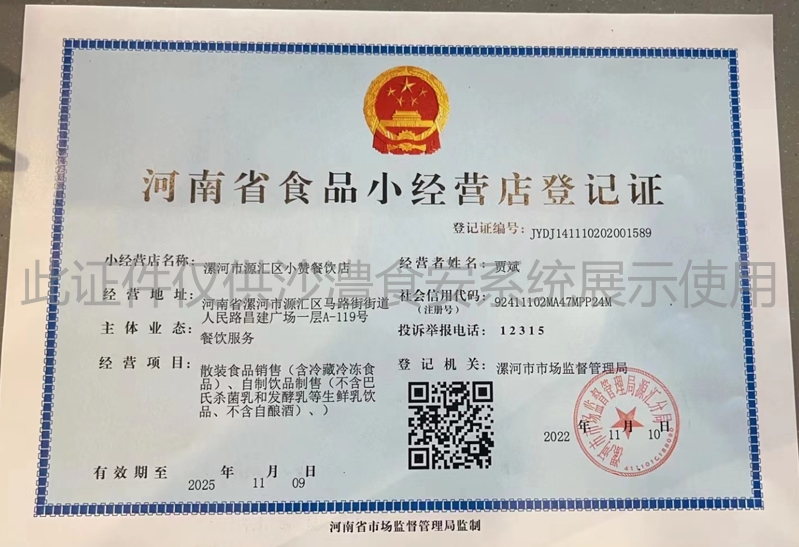 河南省食品小经营店登记证
登记证编号：JYDJ141110202001589
小经营店名称：漯河市源汇区小赞餐饮店
经营者姓名：贾斌
此证件仅供沙澧食安系统展示使用
经营地址：河南省漯河市源汇区马路街街道
人民路昌建广场一层A-119号
社会信用代码：92411102MA47MPP24M
（注册号）
主体业态：餐饮服务
投诉举报电话：12315
经营项目：散装食品销售（含冷藏冷冻食
品）、自制饮品制售（不含巴
氏杀菌乳和发酵乳等生鲜乳饮
品、不含自酿酒）、）
登记机关：漯河市市场监督管理局
2022 年 11 月 10 日
有效期至 2025 年 11 月 09 日
河南省市场监督管理局监制